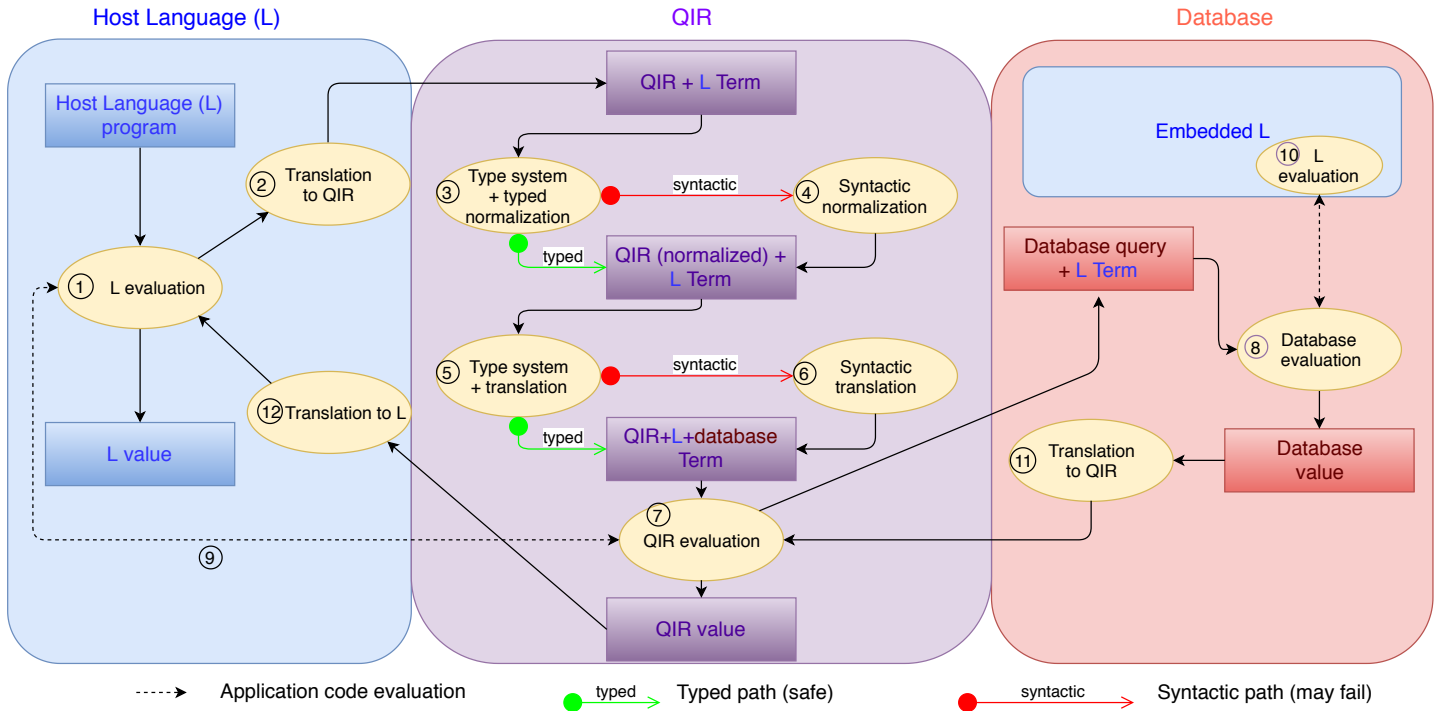 Host Language (L)
QIR
Database
Host Language (L)
program
2
Translation
to QIR
1
L evaluation
12
Translation to L
L value
9
QIR + L Term
3
Type system
+ typed
normalization
syntactic
4
Syntactic
normalization
typed
QIR (normalized) +
L Term
5
Type system
+ translation
syntactic
6
Syntactic
translation
typed
QIR+L+database
Term
7
QIR evaluation
QIR value
Embedded L
10
L
evaluation
Database query
+ L Term
8
Database
evaluation
11
Translation
to QIR
Database
value
Application code evaluation
typed
Typed path (safe)
syntactic
Syntactic path (may fail)